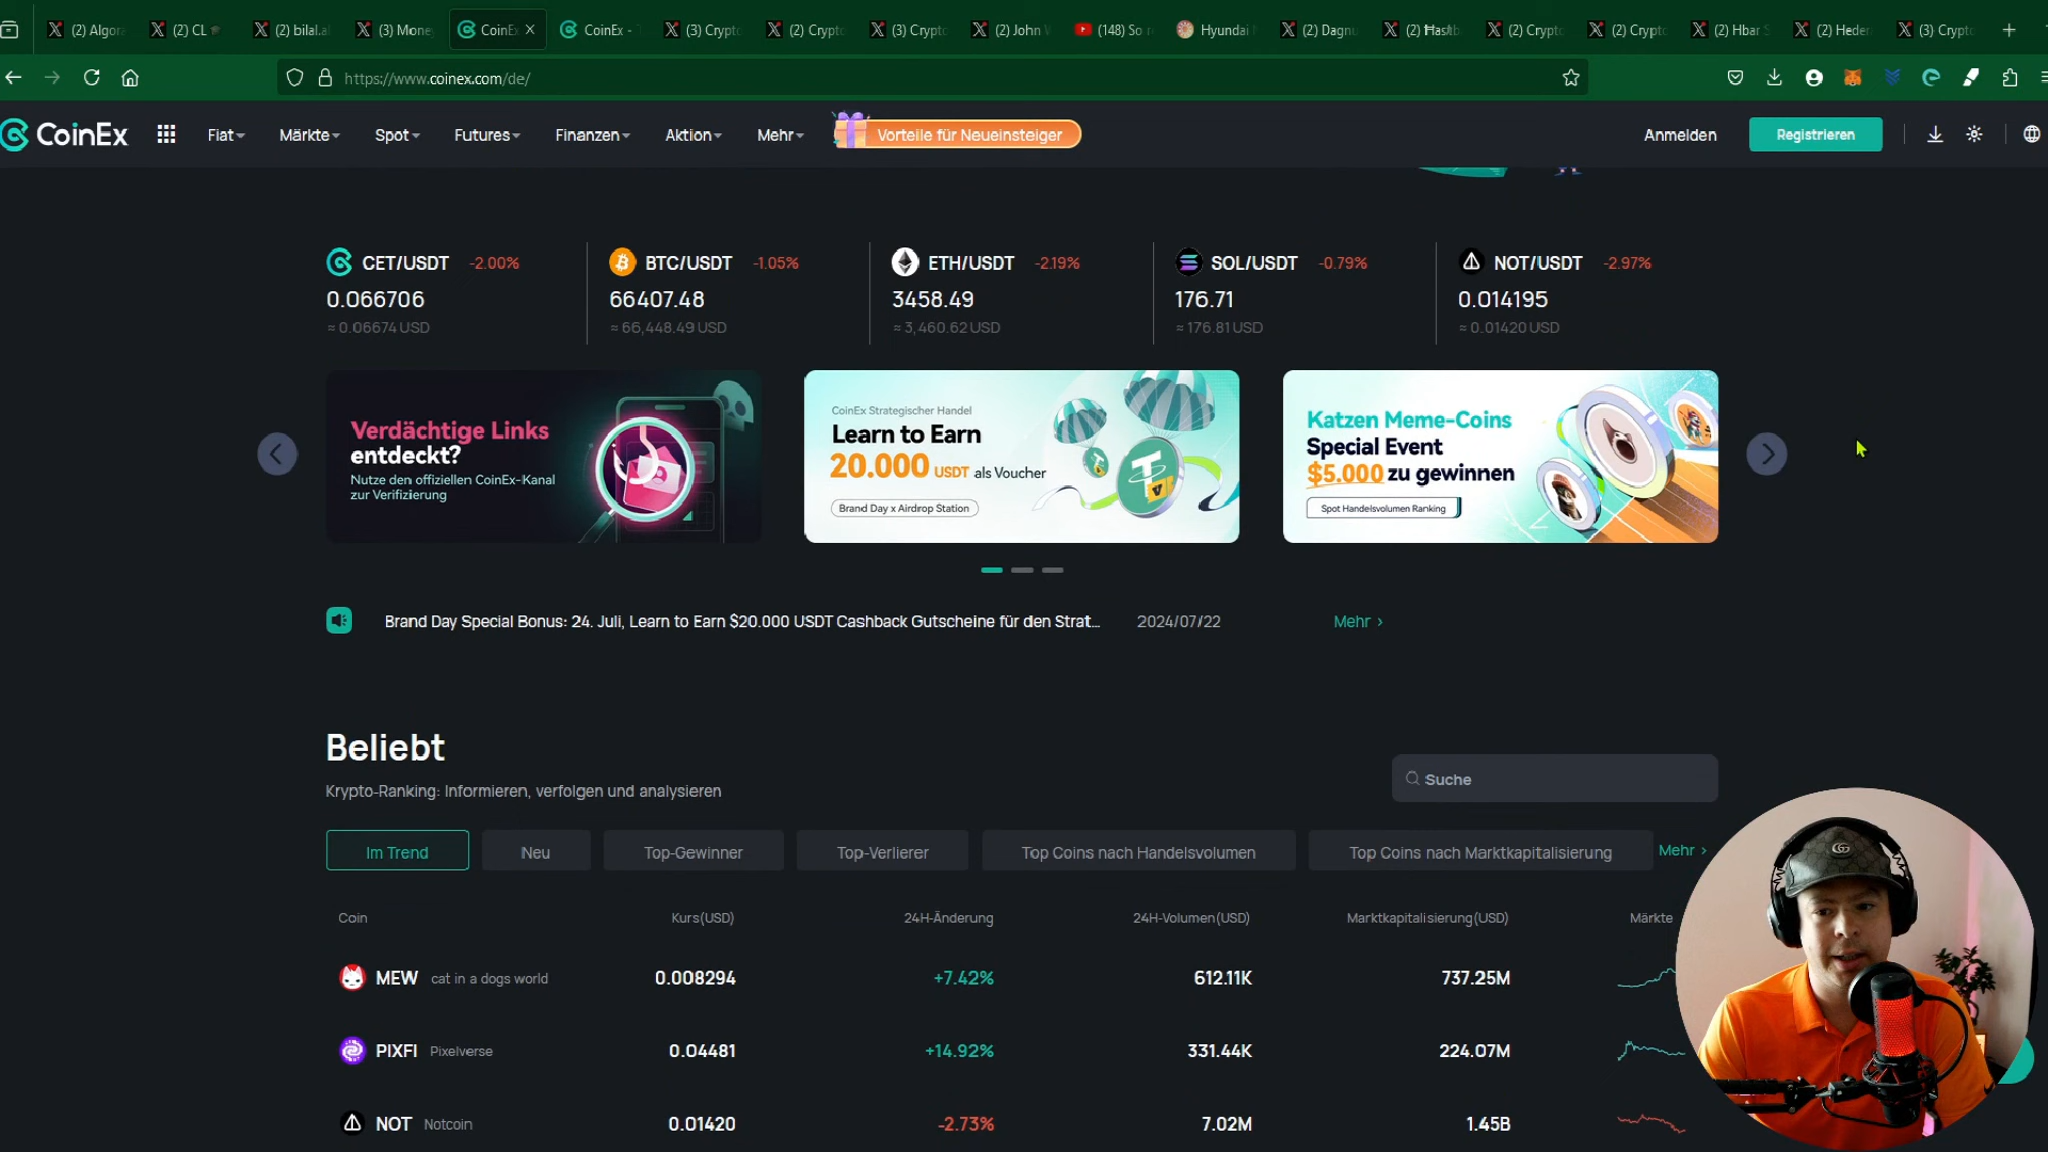 (2) Algor
(2) CL
(2) bilal.al
(3) Mone
CoinEx
CoinEx -
(3) Crypt
(2) Crypto
(3) Crypto
(2) John W
(148) So
Hyundai
(2) Dagn
(2) Hashb
(2) Crypto
(2) Crypto
(2) Hbar S
(2) Heder
(3) Crypt
https://www.coinex.com/de/
CoinEx
Fiat
Märkte
Spot
Futures
Finanzen
Aktion
Mehr
Vorteile für Neueinsteiger
Anmelden
Registrieren
CET/USDT -2.00%
0.066706
≈ 0.06674 USD
BTC/USDT -1.05%
66407.48
≈ 66,448.49 USD
ETH/USDT -2.19%
3458.49
≈ 3,460.62 USD
SOL/USDT -0.79%
176.71
≈ 176.81 USD
NOT/USDT -2.97%
0.014195
≈ 0.01420 USD
Verdächtige Links
entdeckt?
Nutze den offiziellen CoinEx-Kanal
zur Verifizierung
CoinEx Strategischer Handel
Learn to Earn
20.000 USDT als Voucher
Brand Day x Airdrop Station
Katzen Meme-Coins
Special Event
$5.000 zu gewinnen
Spot Handelsvolumen Ranking
Brand Day Special Bonus: 24. Juli, Learn to Earn $20.000 USDT Cashback Gutscheine für den Strat... 2024/07/22 Mehr ›
Beliebt
Krypto-Ranking: Informieren, verfolgen und analysieren
Suche
Im Trend
Neu
Top-Gewinner
Top-Verlierer
Top Coins nach Handelsvolumen
Top Coins nach Marktkapitalisierung
Mehr ›
Coin Kurs(USD) 24H-Änderung 24H-Volumen(USD) Marktkapitalisierung(USD) Märkte
MEW cat in a dogs world 0.008294 +7.42% 612.11K 737.25M
PIXFI Pixelverse 0.04481 +14.92% 331.44K 224.07M
NOT Notcoin 0.01420 -2.73% 7.02M 1.45B